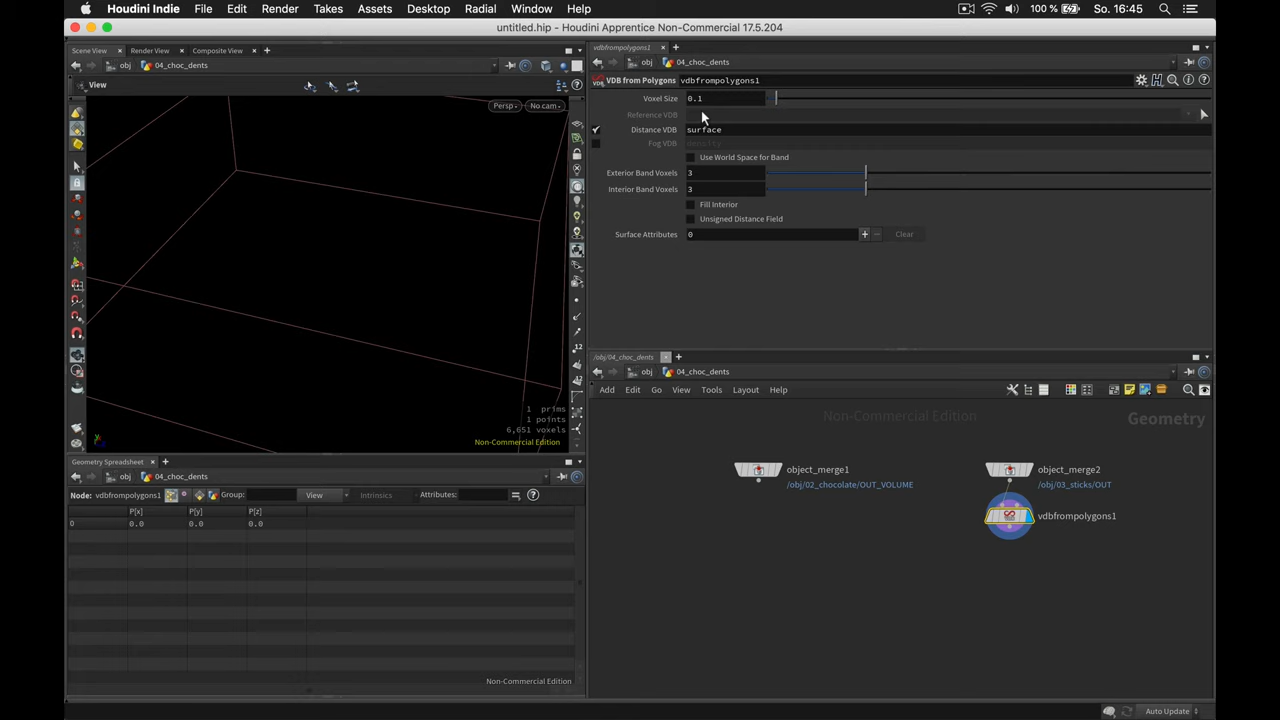 Houdini Indie File Edit Render Assets Desktop Radial Window Help 100 % So. 16:45
untitled.hip - Houdini Apprentice Non-Commercial 17.5.204
Scene View Render View Composite View
obj 04_choc_dents
View
Persp No cam
1 prims
1 points
6,651 voxels
Non-Commercial Edition
vdbfrompolygons1
obj 04_choc_dents
VDB from Polygons vdbfrompolygons1
Voxel Size 0.1
Reference VDB
Distance VDB surface
Fog VDB density
Use World Space for Band
Exterior Band Voxels 3
Interior Band Voxels 3
Fill Interior
Unsigned Distance Field
Surface Attributes 0 Clear
/obj/04_choc_dents
obj 04_choc_dents
Add Edit Go View Tools Layout Help
Non-Commercial Edition Geometry
object_merge1
/obj/02_chocolate/OUT_VOLUME
object_merge2
/obj/03_sticks/OUT
vdbfrompolygons1
Geometry Spreadsheet
obj 04_choc_dents
Node: vdbfrompolygons1 Group: View Intrinsics Attributes:
P[x] P[y] P[z]
0 0.0 0.0 0.0
Non-Commercial Edition
Auto Update